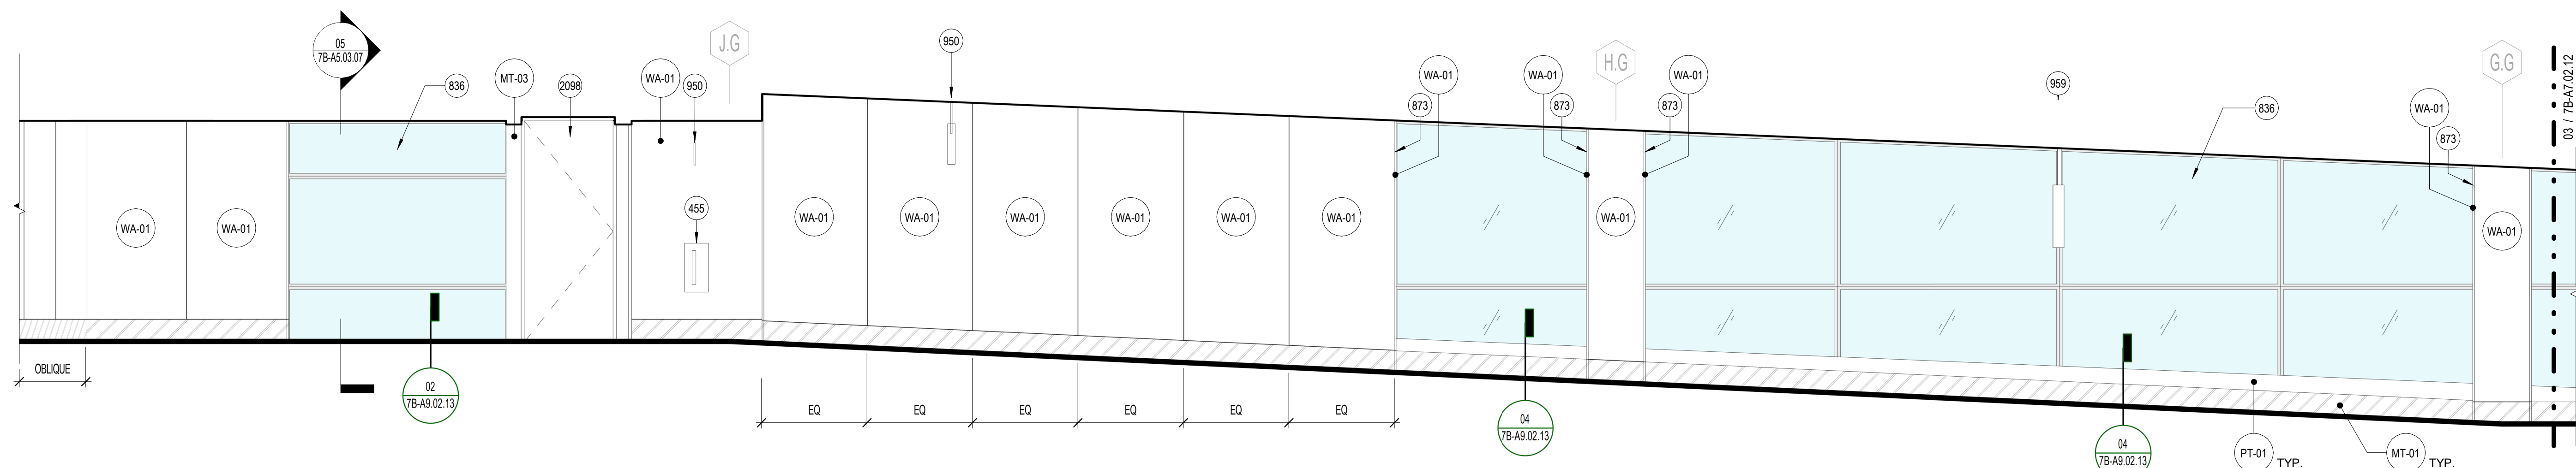 05
7B-A5.03.07
836
MT-03
2098
WA-01
950
J.G
950
WA-01
873
WA-01
873
H.G
WA-01
873
959
836
WA-01
873
G.G
03 / 7B-A7.02.12
WA-01
WA-01
455
WA-01
WA-01
WA-01
WA-01
WA-01
WA-01
WA-01
WA-01
OBLIQUE
02
7B-A9.02.13
EQ
EQ
EQ
EQ
EQ
EQ
04
7B-A9.02.13
04
7B-A9.02.13
PT-01
TYP.
MT-01
TYP.